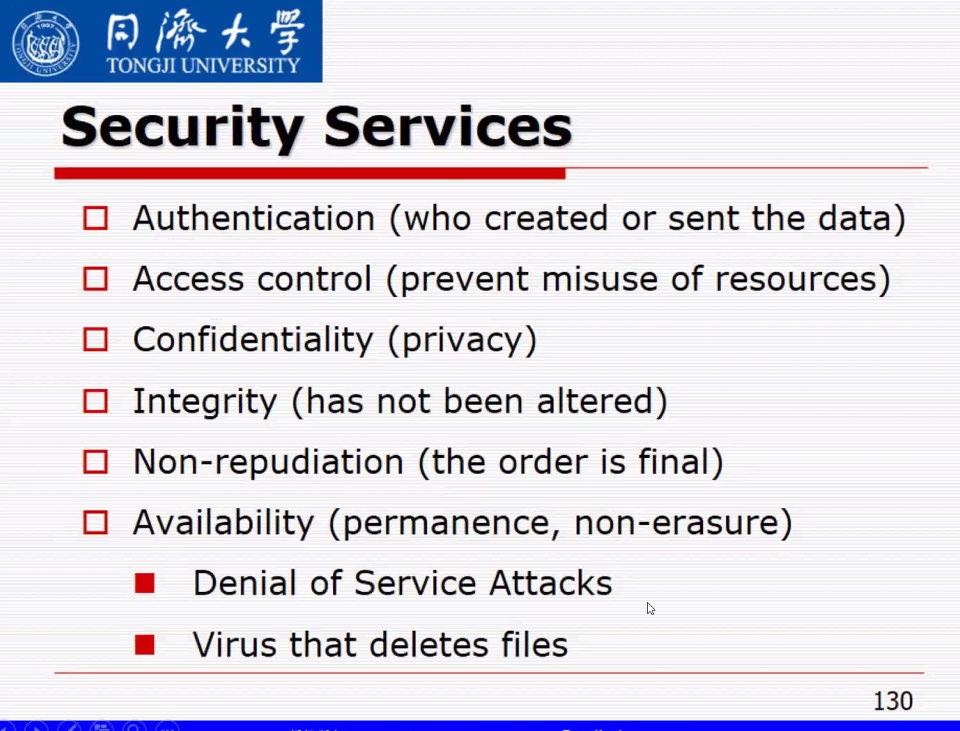 同濟大學
TONGJI UNIVERSITY
Security Services
Authentication (who created or sent the data)
Access control (prevent misuse of resources)
Confidentiality (privacy)
Integrity (has not been altered)
Non-repudiation (the order is final)
Availability (permanence, non-erasure)
Denial of Service Attacks
Virus that deletes files
130